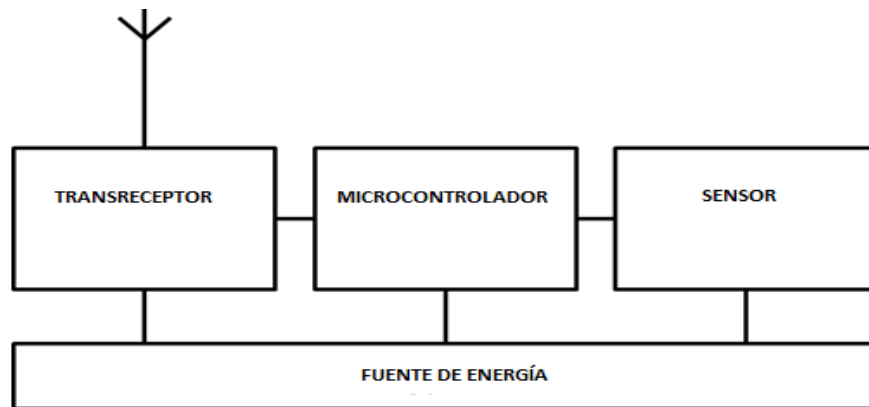 TRANSRECEPTOR
MICROCONTROLADOR
SENSOR
FUENTE DE ENERGÍA